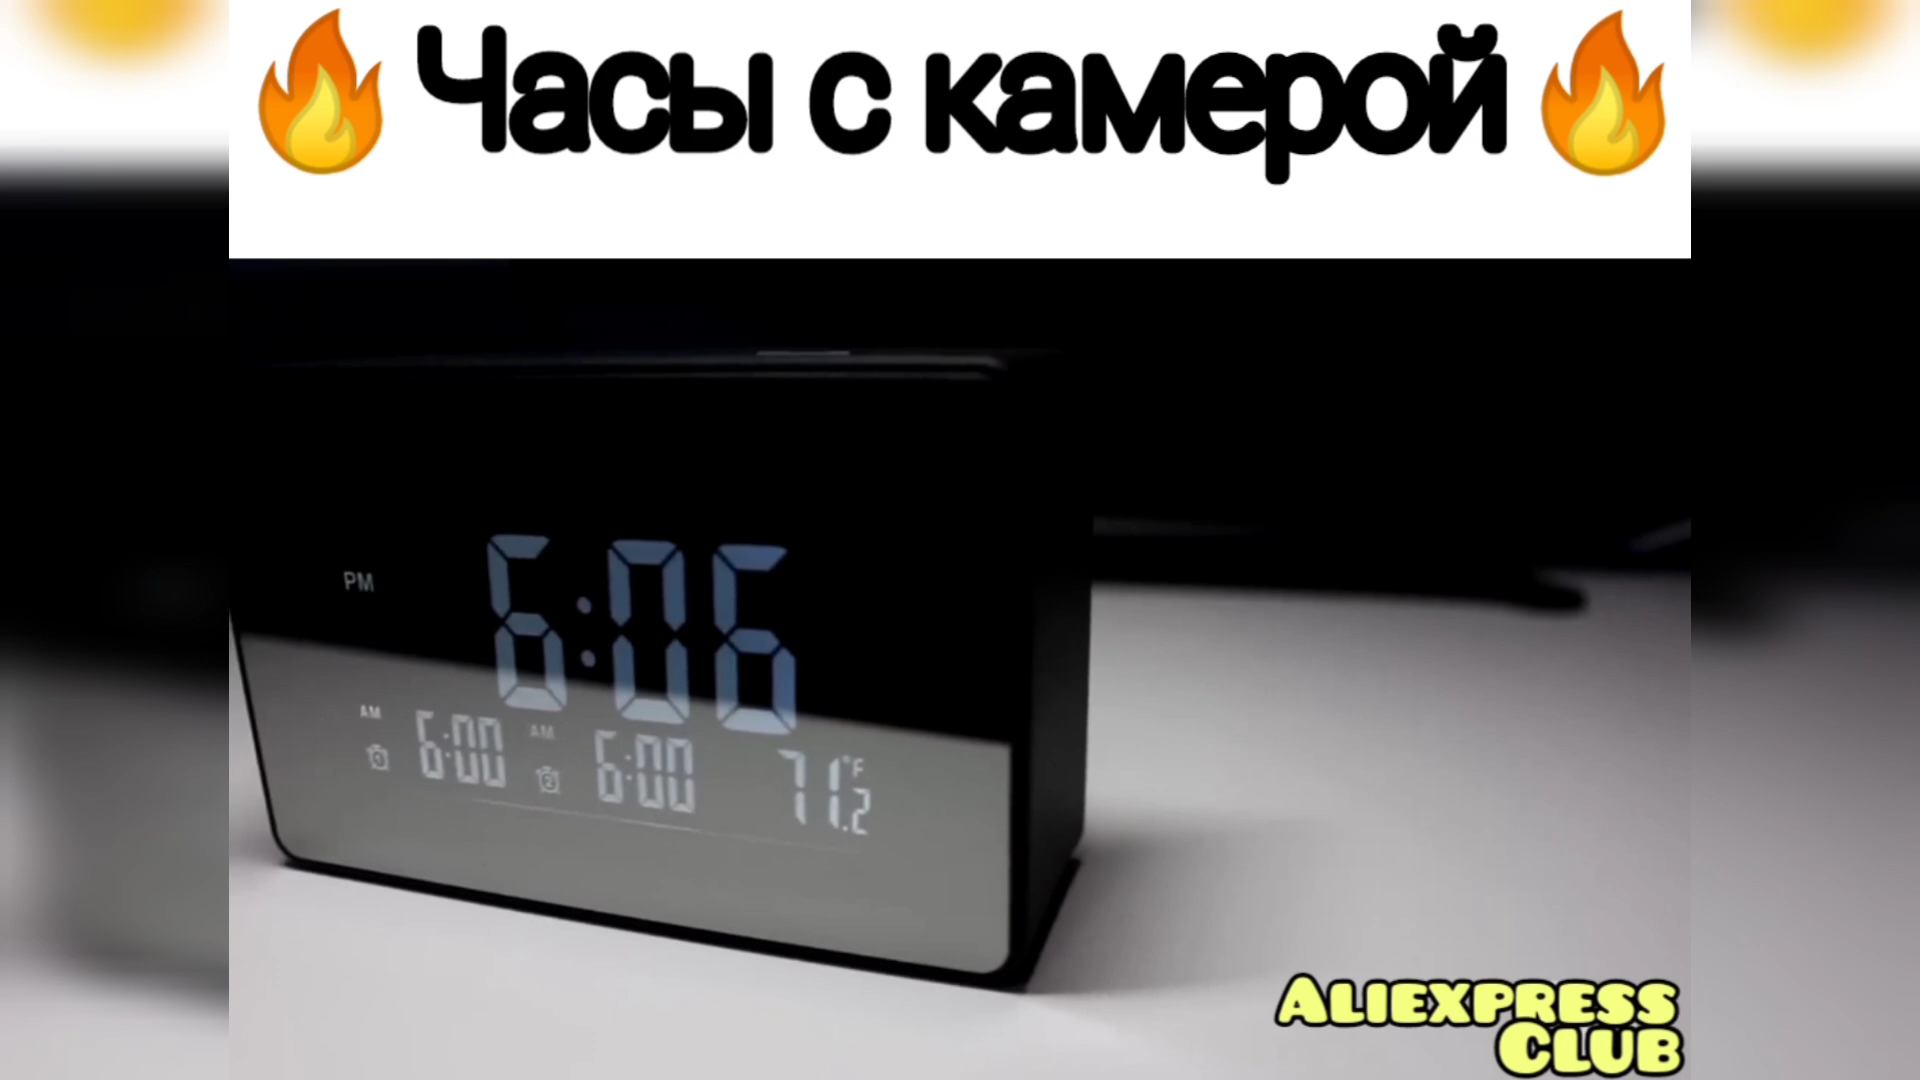 Часы с камерой
PM
6:06
AM
6:00
AM
6:00
71.2
°F
ALIEXPRESS
CLUB